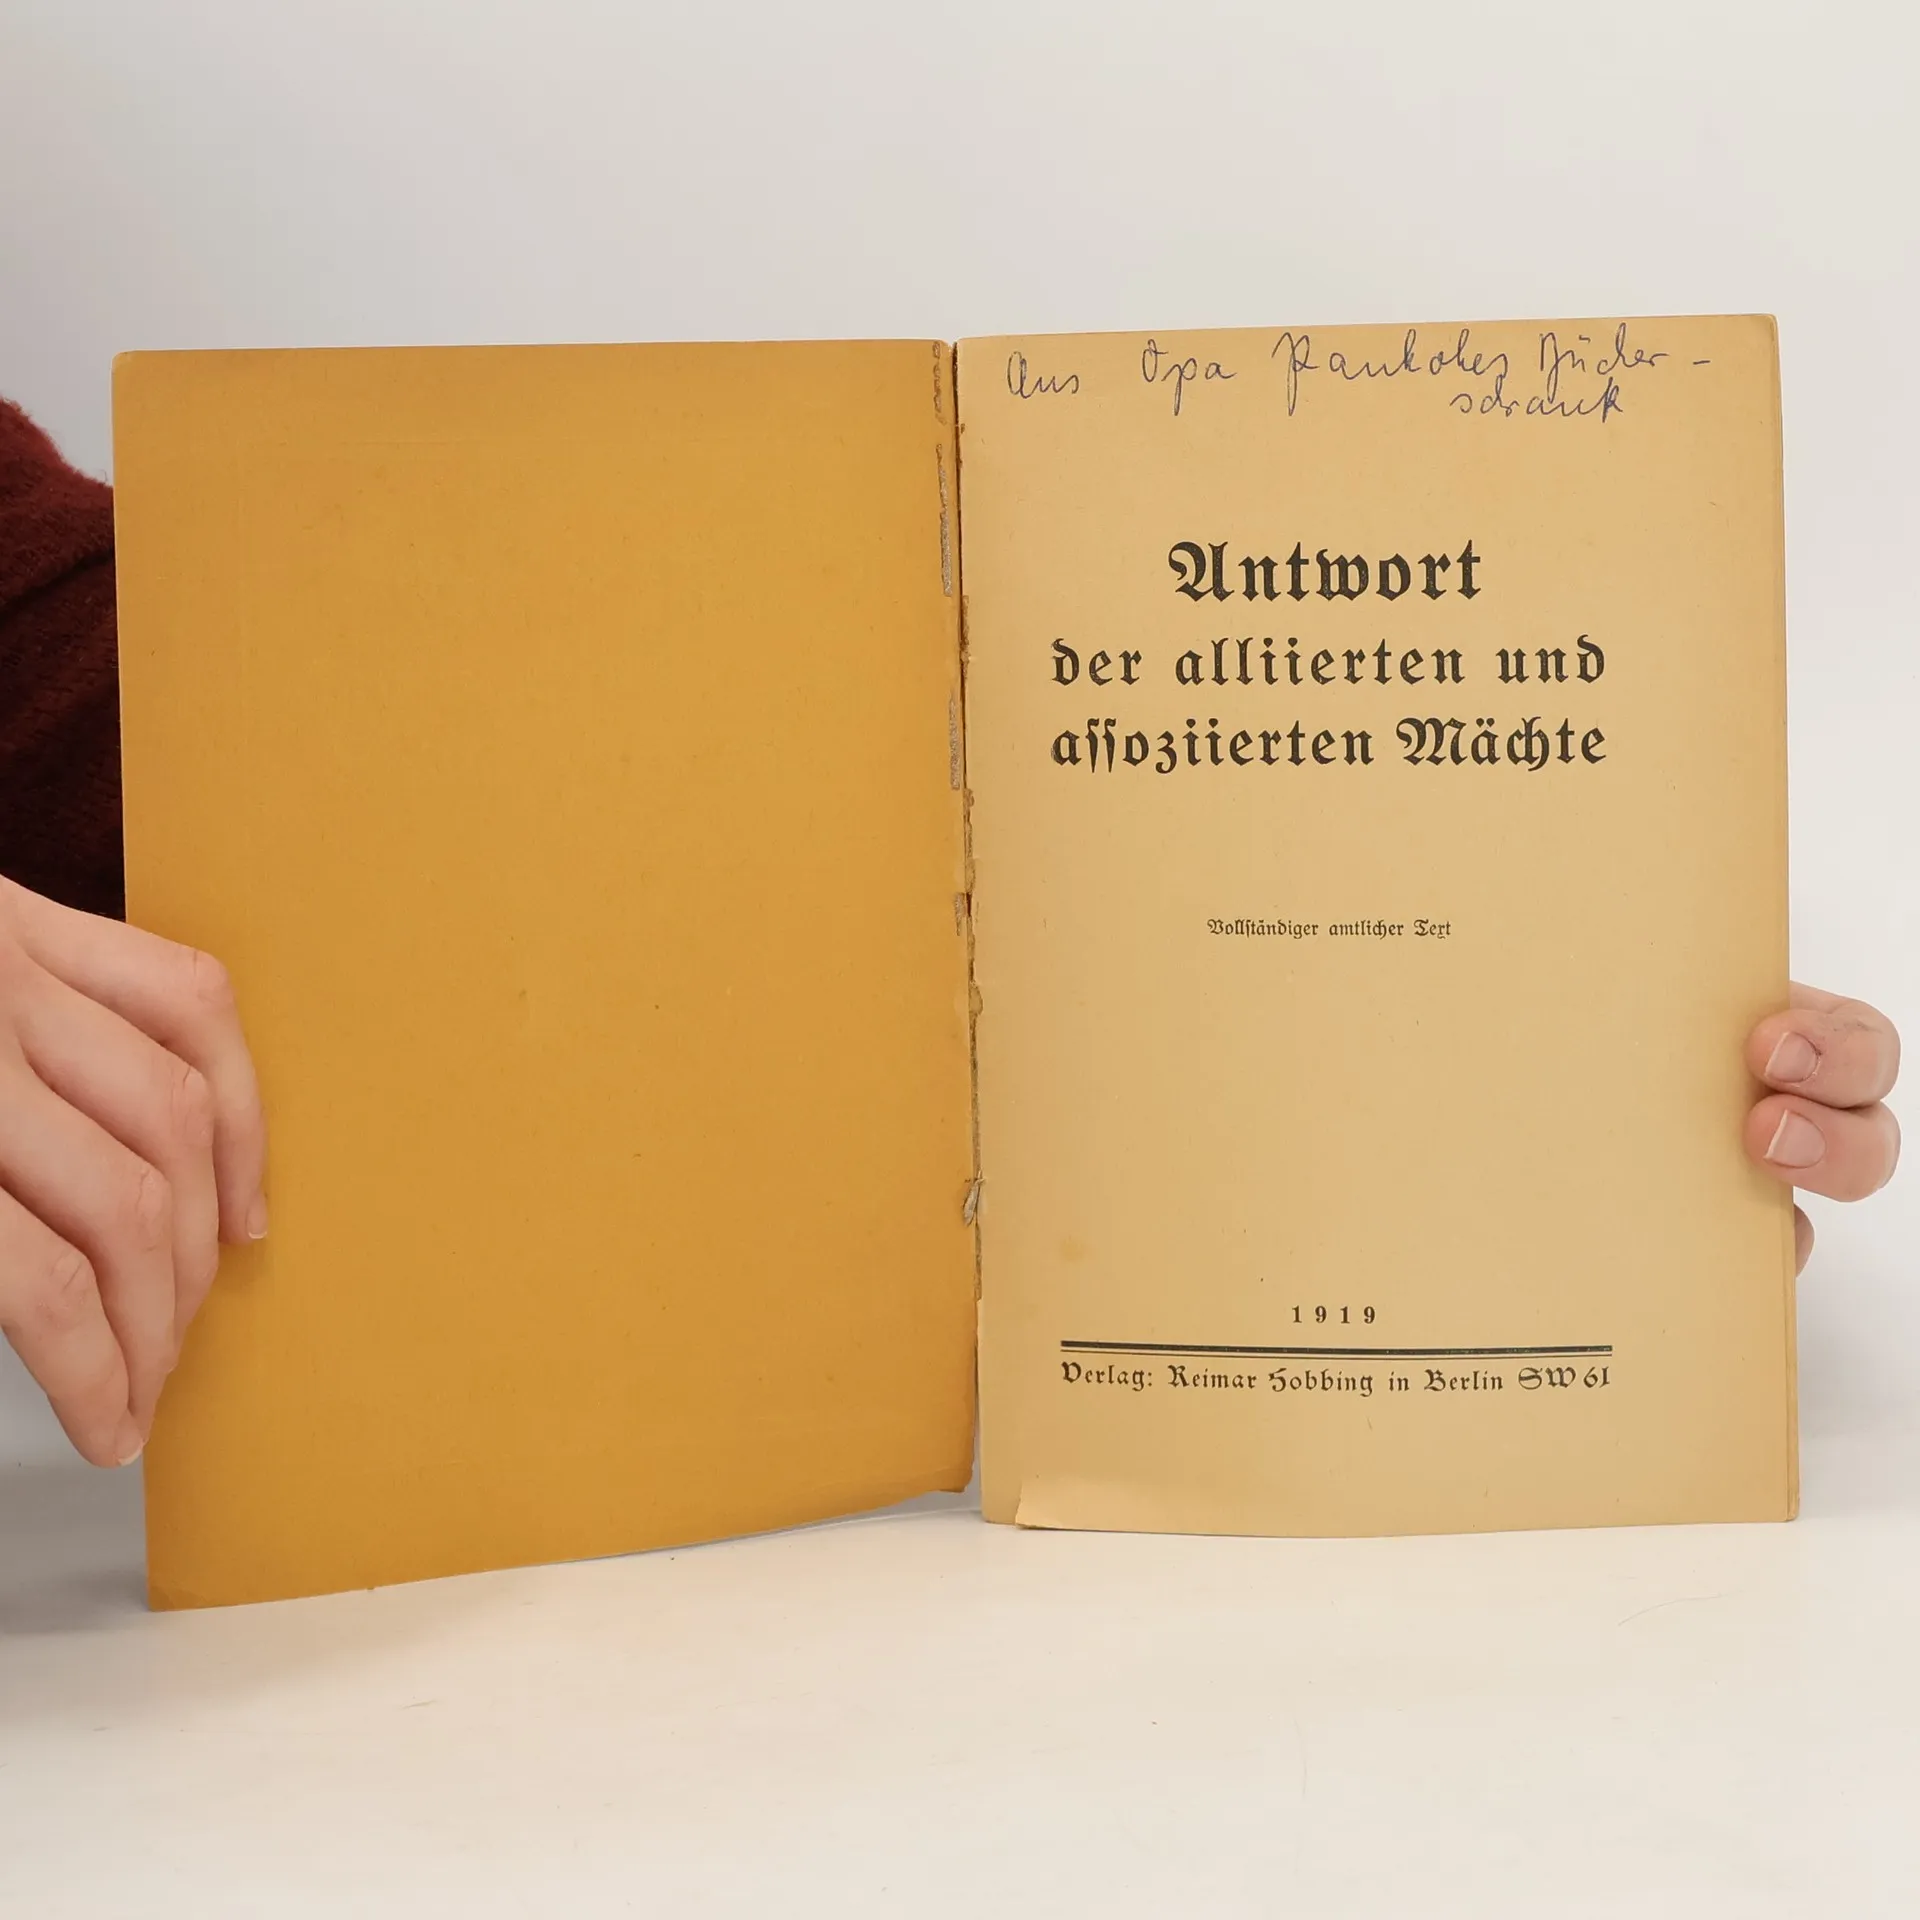 Aus Opa Pankokes Bücher-
schrank
Antwort
der alliierten und
aſſoziierten Mächte
Vollſtändiger amtlicher Text
1919
Verlag: Reimar Hobbing in Berlin SW 61